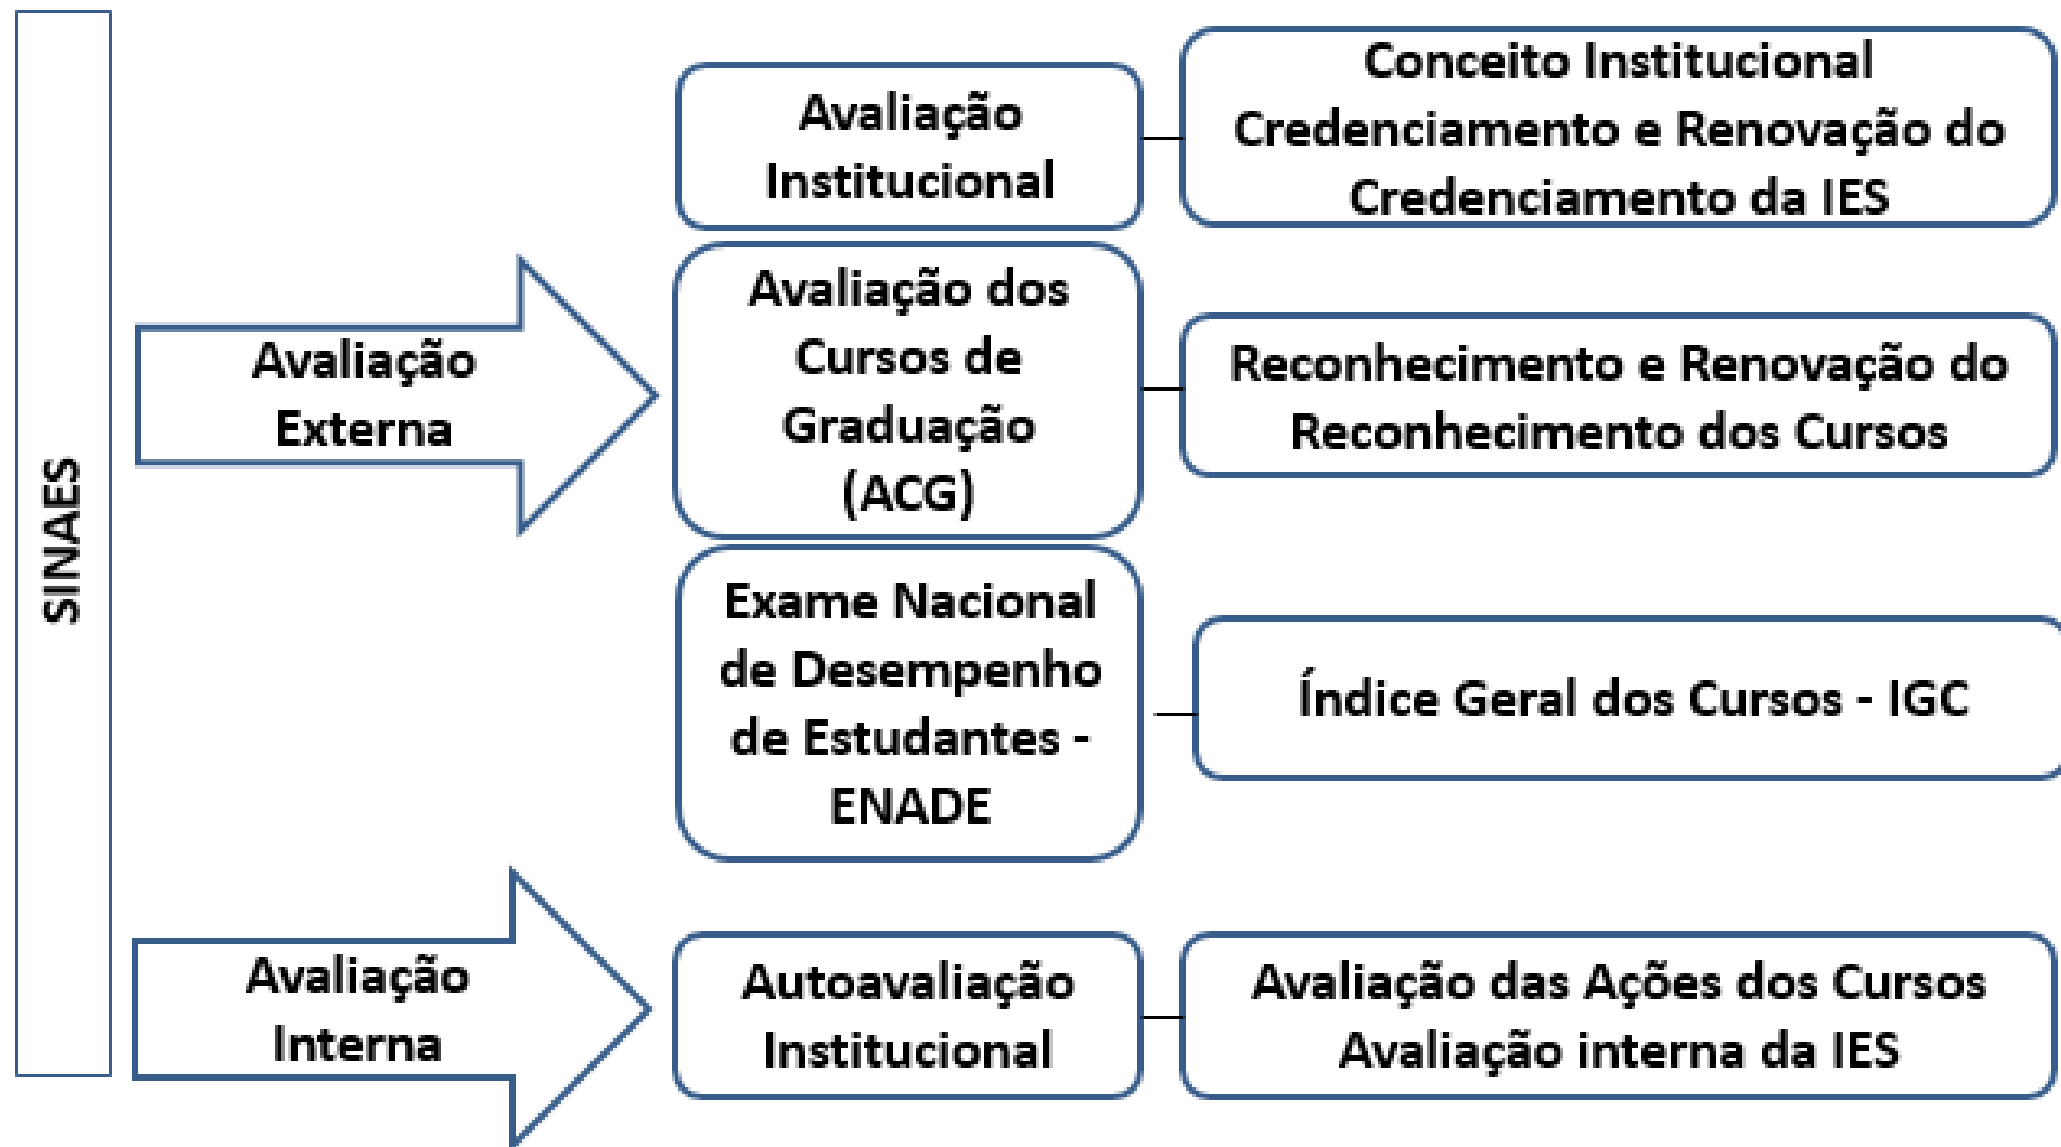 SINAES
Avaliação
Externa
Avaliação
Institucional
Conceito Institucional
Credenciamento e Renovação do
Credenciamento da IES
Avaliação dos
Cursos de
Graduação
(ACG)
Reconhecimento e Renovação do
Reconhecimento dos Cursos
Exame Nacional
de Desempenho
de Estudantes -
ENADE
Índice Geral dos Cursos - IGC
Avaliação
Interna
Autoavaliação
Institucional
Avaliação das Ações dos Cursos
Avaliação interna da IES